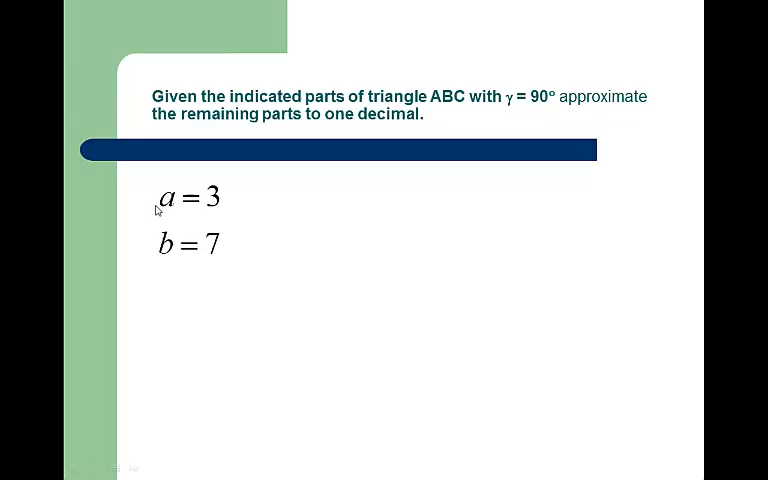 Given the indicated parts of triangle ABC with γ = 90° approximate
the remaining parts to one decimal.
a = 3
b = 7